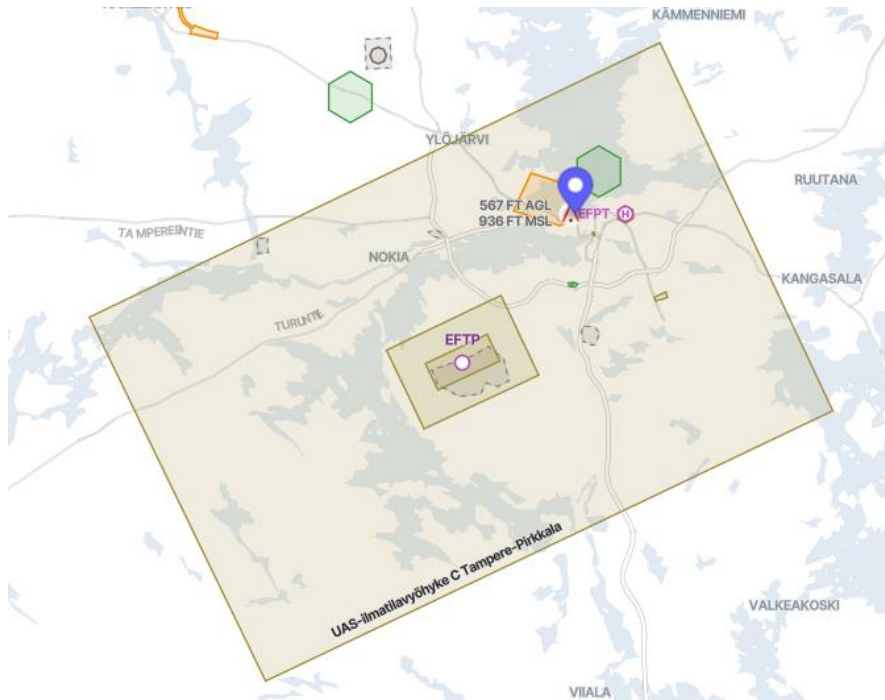 KÄMMENNIEMI
YLÖJÄRVI
RUUTANA
567 FT AGL
936 FT MSL
EFPT
H
TAMPEREENTIE
NOKIA
KANGASALA
TURUNTIE
EFTP
UAS-ilmatilavyöhyke C Tampere-Pirkkala
VALKEAKOSKI
VIIALA